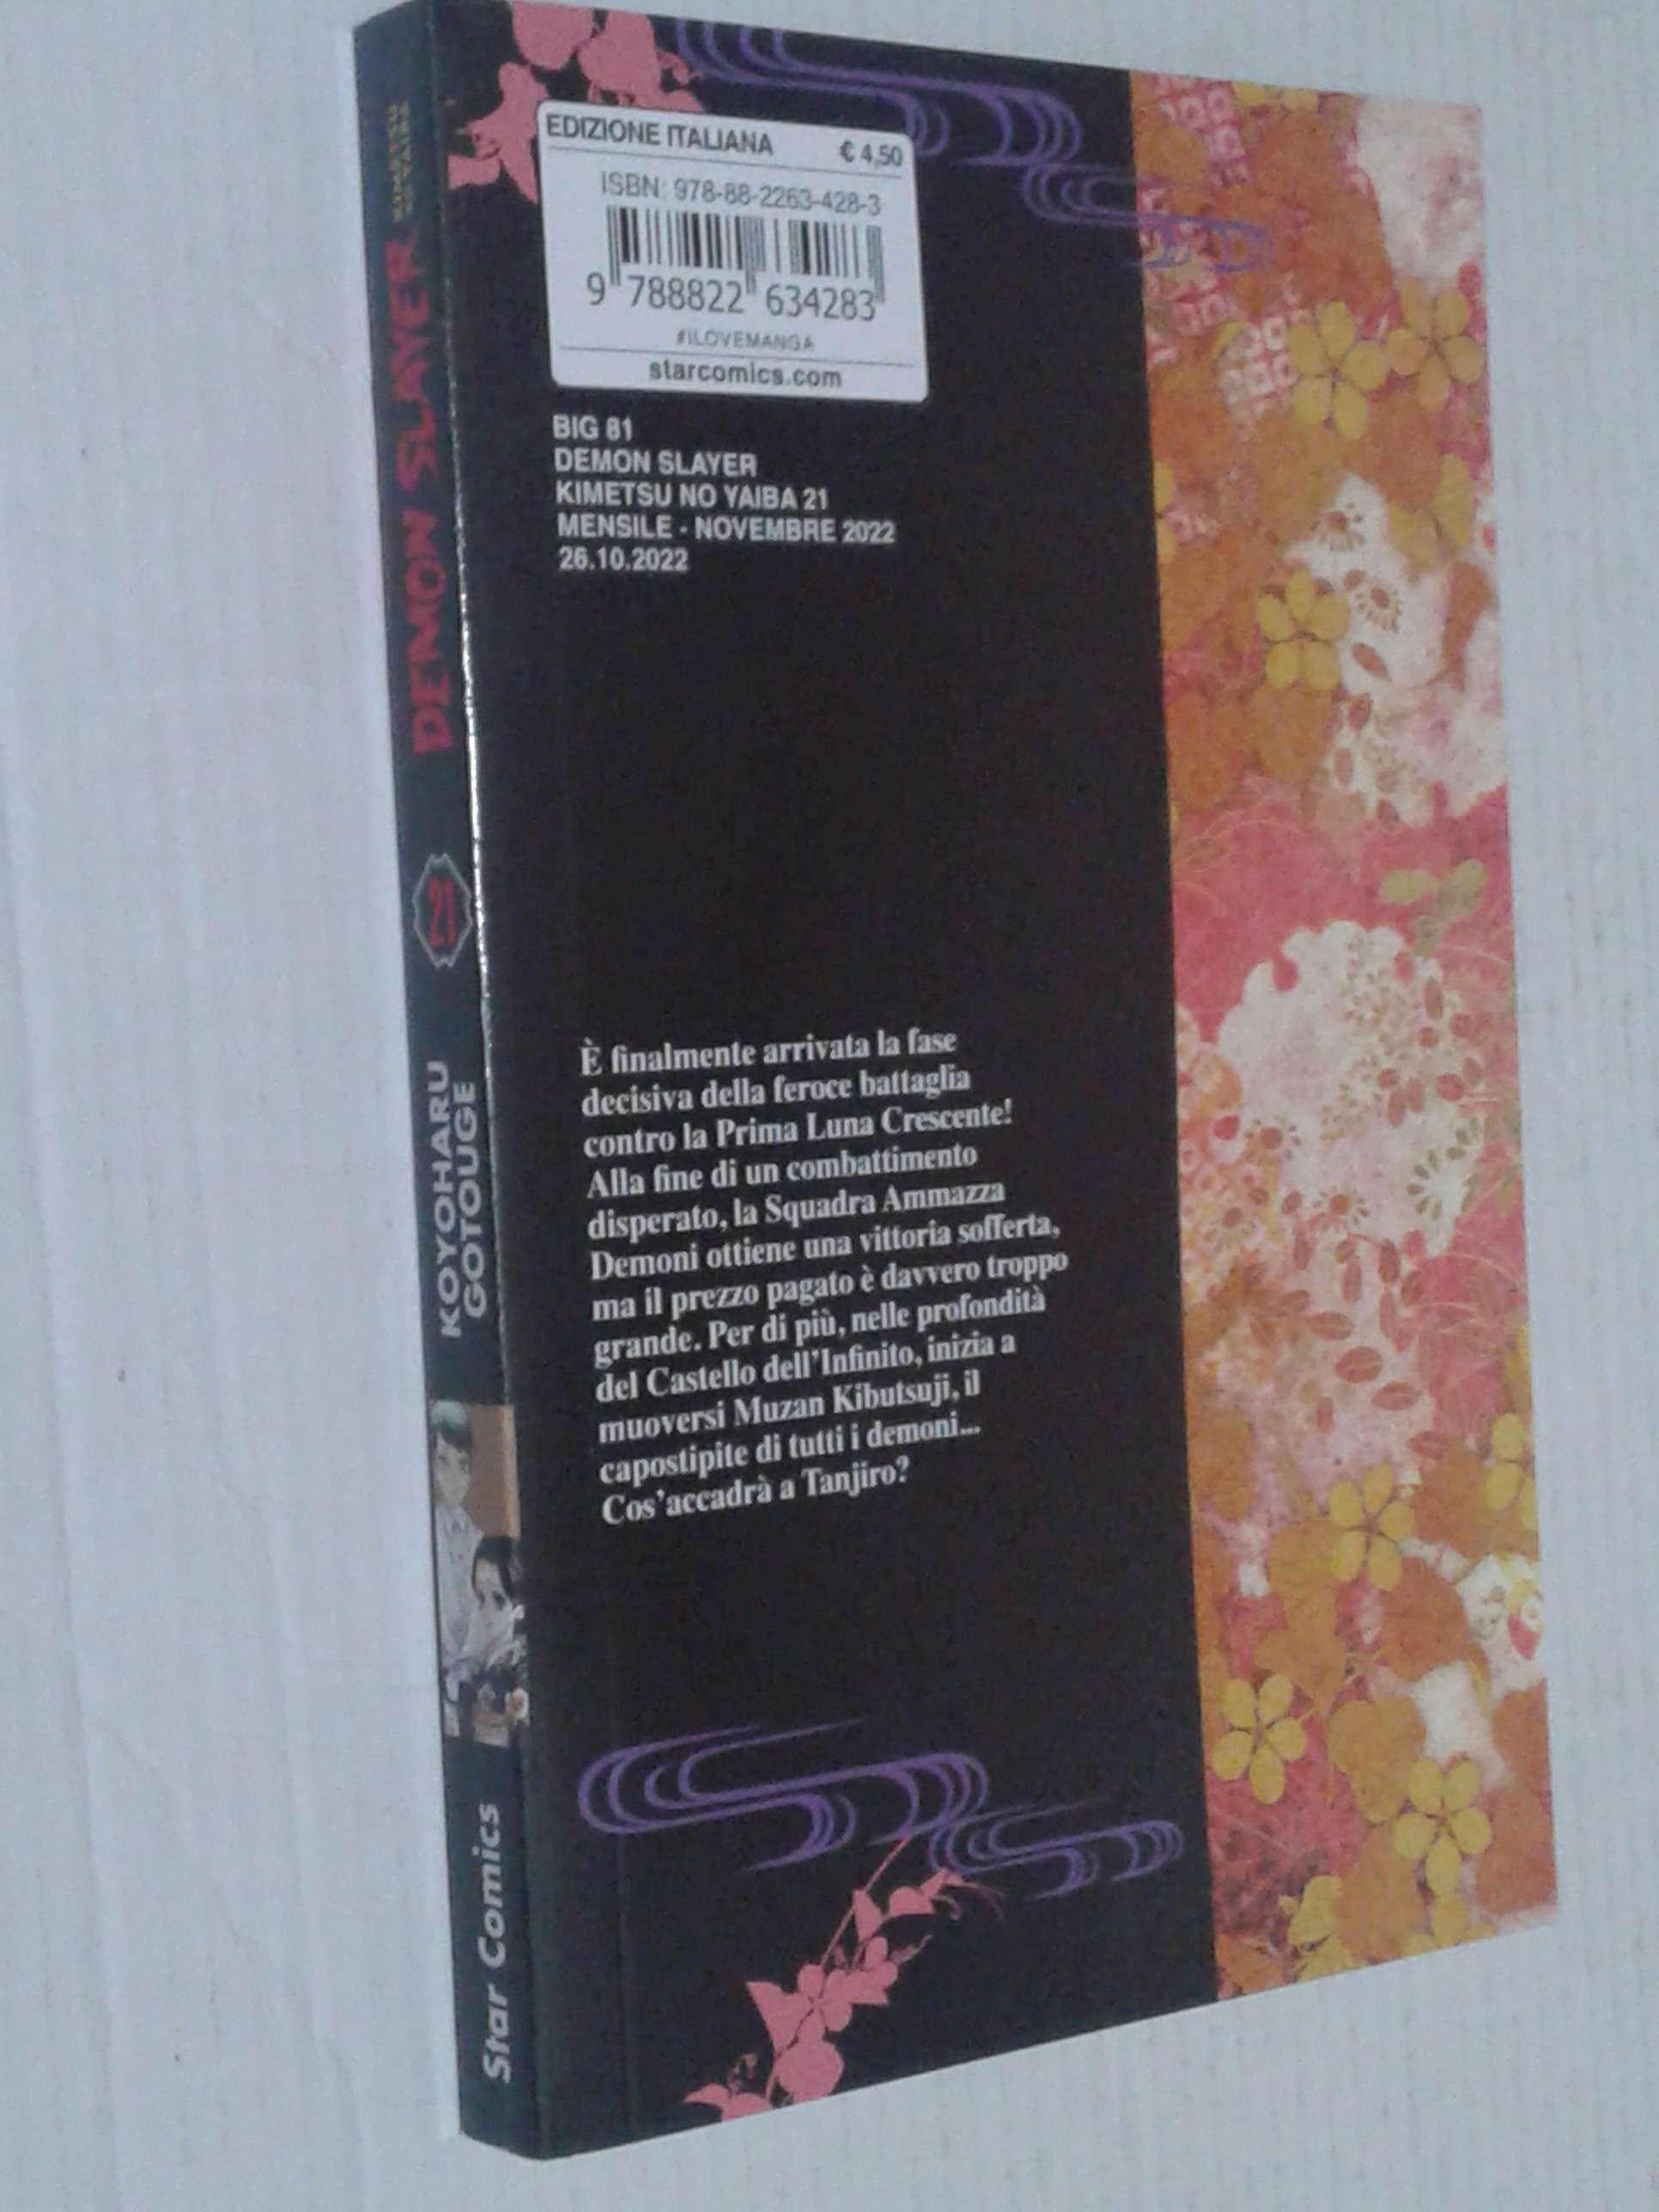 KIMETSU
NO YAIBA
DEMON SLAYER
21
KOYOHARU
GOTOUGE
Star Comics
EDIZIONE ITALIANA € 4,50
ISBN: 978-88-2263-428-3
9 788822 634283
#ILOVEMANGA
starcomics.com
BIG 81
DEMON SLAYER
KIMETSU NO YAIBA 21
MENSILE - NOVEMBRE 2022
26.10.2022
È finalmente arrivata la fase
decisiva della feroce battaglia
contro la Prima Luna Crescente!
Alla fine di un combattimento
disperato, la Squadra Ammazza
Demoni ottiene una vittoria sofferta,
ma il prezzo pagato è davvero troppo
grande. Per di più, nelle profondità
del Castello dell'Infinito, inizia a
muoversi Muzan Kibutsuji, il
capostipite di tutti i demoni...
Cos'accadrà a Tanjiro?